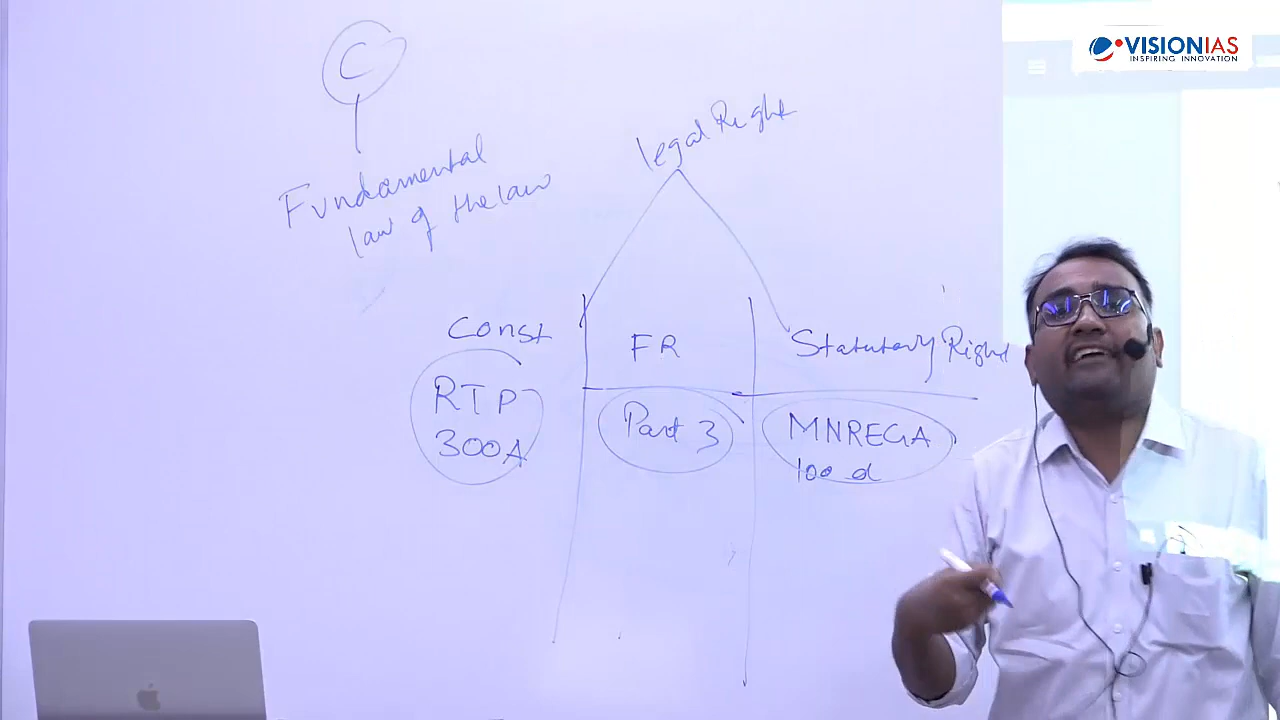 VISIONIAS
INSPIRING INNOVATION
C
Fundamental
law of the law
legal Right
Const
FR
Statutory Right
RTP
300A
Part 3
MNREGA
100 d